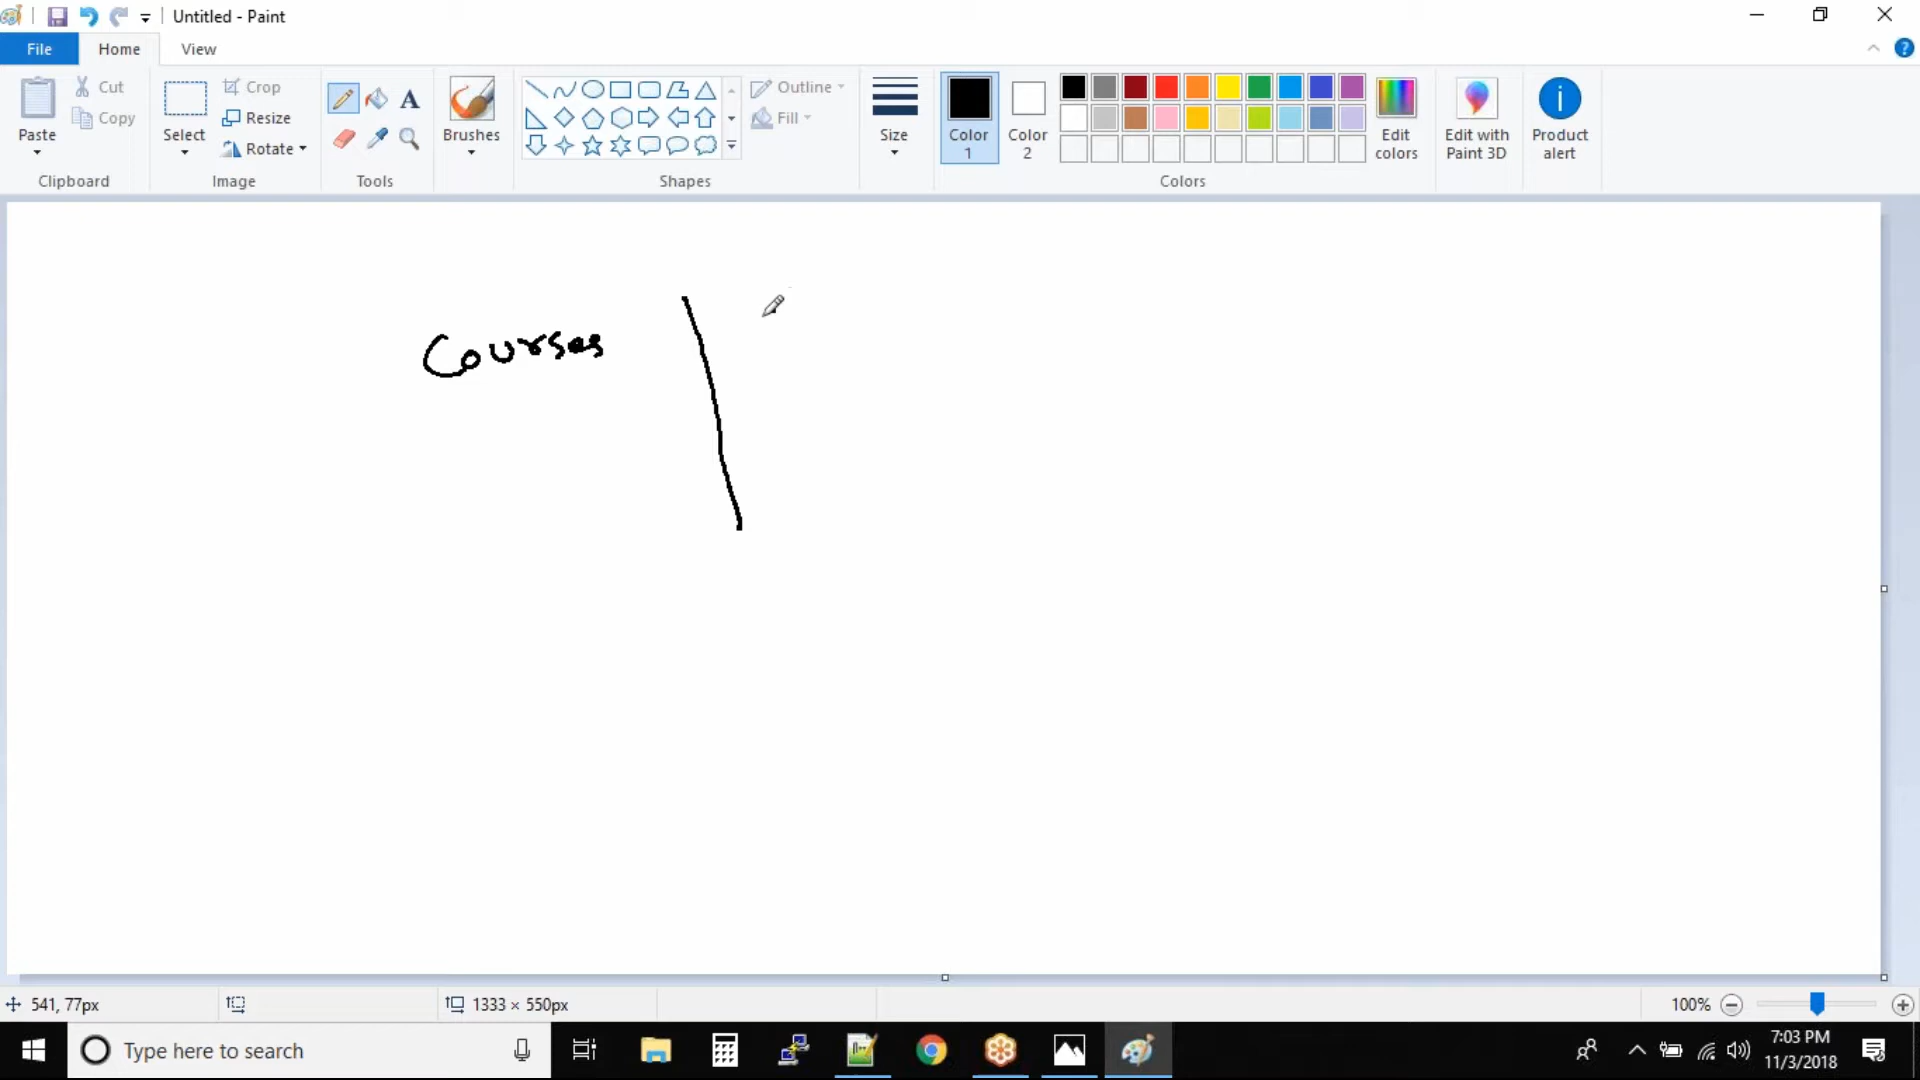 Untitled - Paint
File Home View
Paste
Cut
Copy
Clipboard
Select
Crop
Resize
Rotate
Image
A
Tools
Brushes
Shapes
Outline
Fill
Size
Color 1
Color 2
Edit colors
Colors
Edit with Paint 3D
Product alert
Courses
541, 77px
1333 × 550px
100%
Type here to search
7:03 PM
11/3/2018